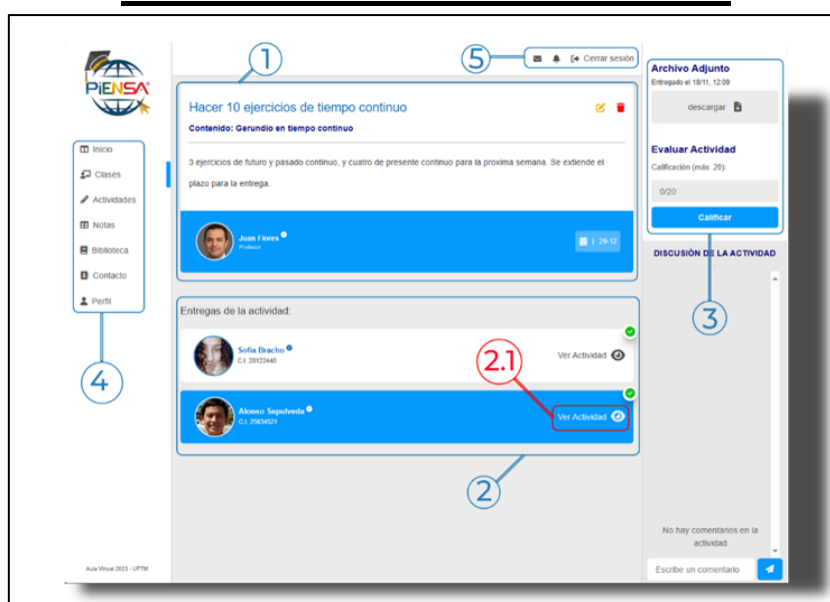 1
5
Cerrar sesión
PiENSA
Hacer 10 ejercicios de tiempo continuo
Contenido: Gerundio en tiempo continuo
3 ejercicios de futuro y pasado continuo, y cuatro de presente continuo para la proxima semana. Se extiende el
plazo para la entrega.
Juan Flores
Profesor
| 29-12
Inicio
Clases
Actividades
Notas
Biblioteca
Contacto
Perfil
4
Entregas de la actividad:
Sofía Bracho
C.I. 28122440
Ver Actividad
2.1
Alonso Sepulveda
C.I. 25634521
Ver Actividad
2
Archivo Adjunto
Entregado el 18/11, 12:09
descargar
Evaluar Actividad
Calificación (máx. 20):
0/20
Calificar
DISCUSIÓN DE LA ACTIVIDAD
3
No hay comentarios en la
actividad
Escribe un comentario
Aula Virtual 2023 - UPTM